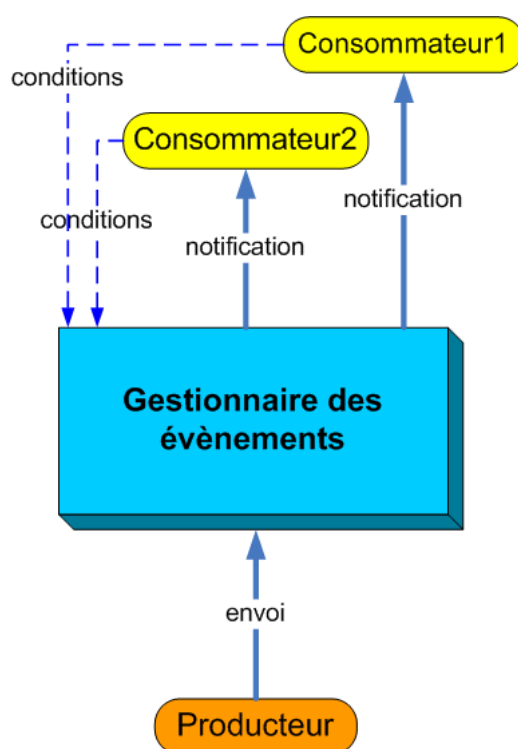 Consommateur1
conditions
Consommateur2
notification
conditions
notification
Gestionnaire des
évènements
envoi
Producteur